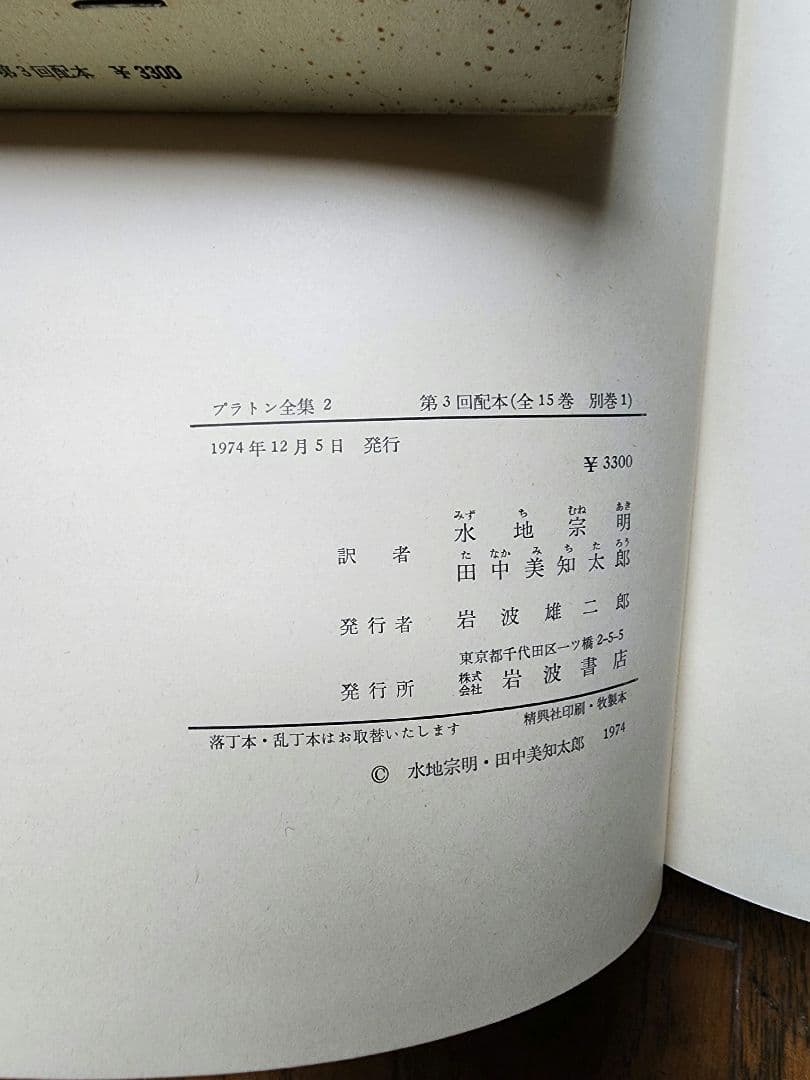 第3回配本 ¥3300
プラトン全集 2 第3回配本(全15巻 別巻1)
1974年12月5日 発行
¥3300
みず ち むね あき
水地宗明
訳者
た なか み ち た ろう
田中美知太郎
発行者 岩波雄二郎
東京都千代田区一ツ橋2-5-5
発行所 株式会社 岩波書店
落丁本・乱丁本はお取替いたします 精興社印刷・牧製本
© 水地宗明・田中美知太郎 1974